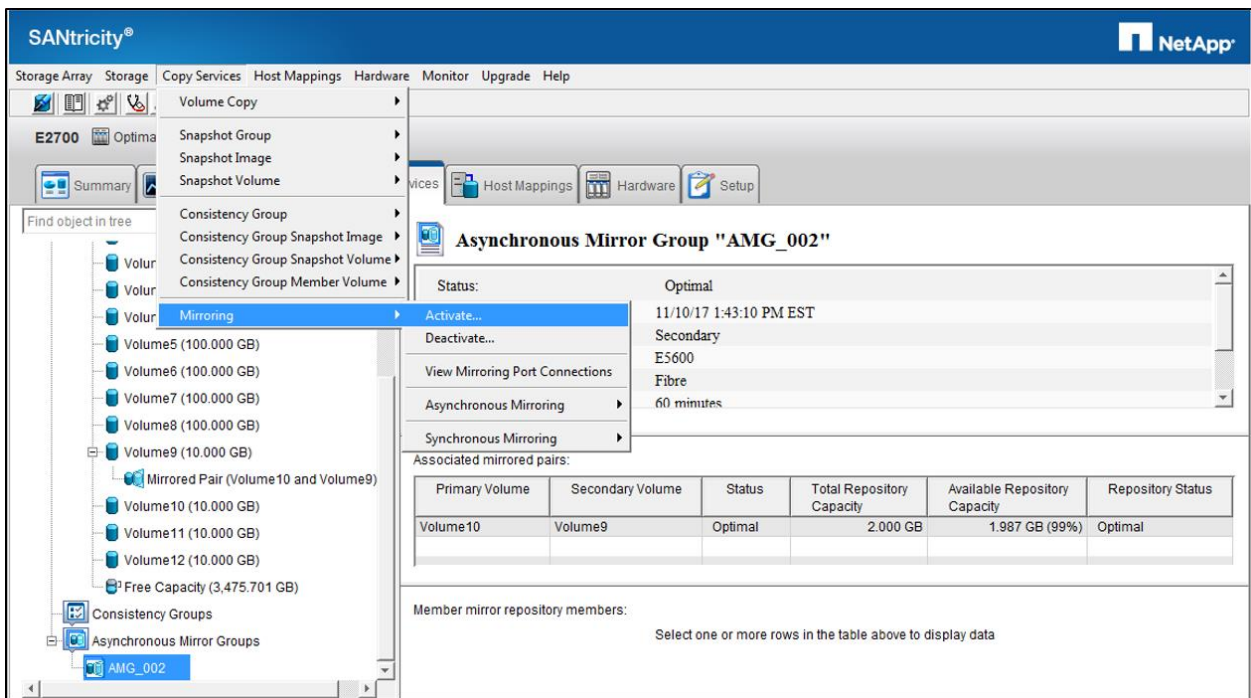 SANtricity®
NetApp®
Storage Array Storage Copy Services Host Mappings Hardware Monitor Upgrade Help
E2700 Optima
Summary
vices
Host Mappings
Hardware
Setup
Volume Copy
Snapshot Group
Snapshot Image
Snapshot Volume
Consistency Group
Consistency Group Snapshot Image
Consistency Group Snapshot Volume
Consistency Group Member Volume
Mirroring
Activate...
Deactivate...
View Mirroring Port Connections
Asynchronous Mirroring
Synchronous Mirroring
Find object in tree
Volur
Volur
Volur
Volume5 (100.000 GB)
Volume6 (100.000 GB)
Volume7 (100.000 GB)
Volume8 (100.000 GB)
Volume9 (10.000 GB)
Mirrored Pair (Volume10 and Volume9)
Volume10 (10.000 GB)
Volume11 (10.000 GB)
Volume12 (10.000 GB)
Free Capacity (3,475.701 GB)
Consistency Groups
Asynchronous Mirror Groups
AMG_002
Asynchronous Mirror Group "AMG_002"
Status: Optimal
11/10/17 1:43:10 PM EST
Secondary
E5600
Fibre
60 minutes
Associated mirrored pairs:
Primary Volume Secondary Volume Status Total Repository Capacity Available Repository Capacity Repository Status
Volume10 Volume9 Optimal 2.000 GB 1.987 GB (99%) Optimal
Member mirror repository members:
Select one or more rows in the table above to display data